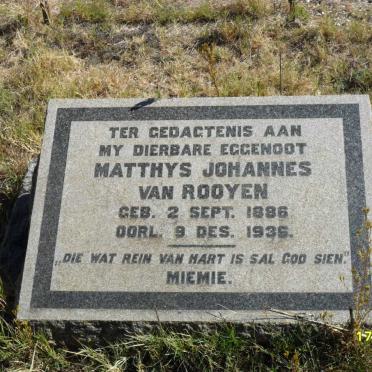 TER GEDAGTENIS AAN
MY DIERBARE EGGENOOT
MATTHYS JOHANNES
VAN ROOYEN
GEB. 2 SEPT. 1886
OORL. 9 DES. 1936.
„DIE WAT REIN VAN HART IS SAL GOD SIEN”
MIEMIE.